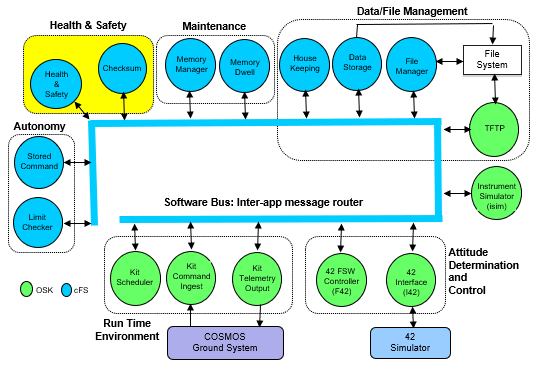 Health & Safety
Maintenance
Data/File Management
Health
&
Safety
Checksum
Memory
Manager
Memory
Dwell
House
Keeping
Data
Storage
File
Manager
File
System
TFTP
Autonomy
Stored
Command
Limit
Checker
Instrument
Simulator
(isim)
Software Bus: Inter-app message router
Kit
Scheduler
Kit
Command
Ingest
Kit
Telemetry
Output
42 FSW
Controller
(F42)
42
Interface
(I42)
Attitude
Determination
and
Control
OSK
cFS
Run Time
Environment
COSMOS
Ground System
42
Simulator